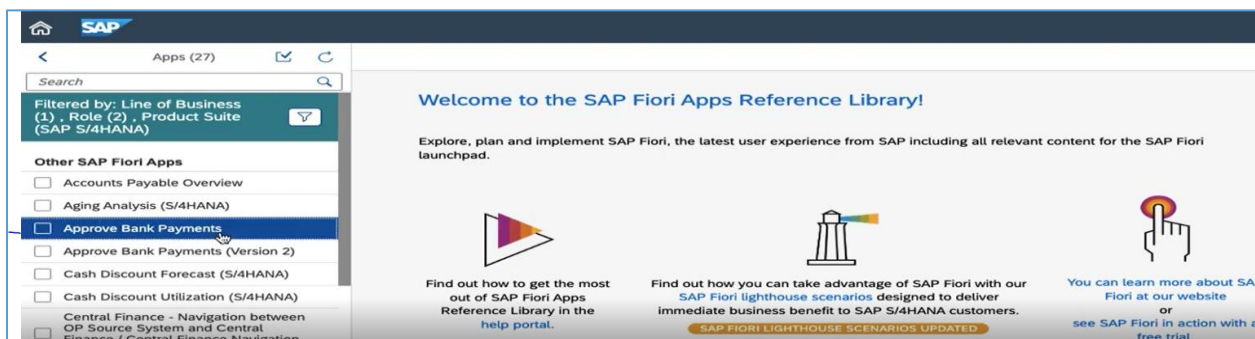 SAP
Apps (27)
Search
Filtered by: Line of Business
(1) , Role (2) , Product Suite
(SAP S/4HANA)
Other SAP Fiori Apps
Accounts Payable Overview
Aging Analysis (S/4HANA)
Approve Bank Payments
Approve Bank Payments (Version 2)
Cash Discount Forecast (S/4HANA)
Cash Discount Utilization (S/4HANA)
Central Finance - Navigation between
OP Source System and Central
Finance / Central Finance Navigation
Welcome to the SAP Fiori Apps Reference Library!
Explore, plan and implement SAP Fiori, the latest user experience from SAP including all relevant content for the SAP Fiori
launchpad.
Find out how to get the most
out of SAP Fiori Apps
Reference Library in the
help portal.
Find out how you can take advantage of SAP Fiori with our
SAP Fiori lighthouse scenarios designed to deliver
immediate business benefit to SAP S/4HANA customers.
SAP FIORI LIGHTHOUSE SCENARIOS UPDATED
You can learn more about SA
Fiori at our website
or
see SAP Fiori in action with a
free trial.